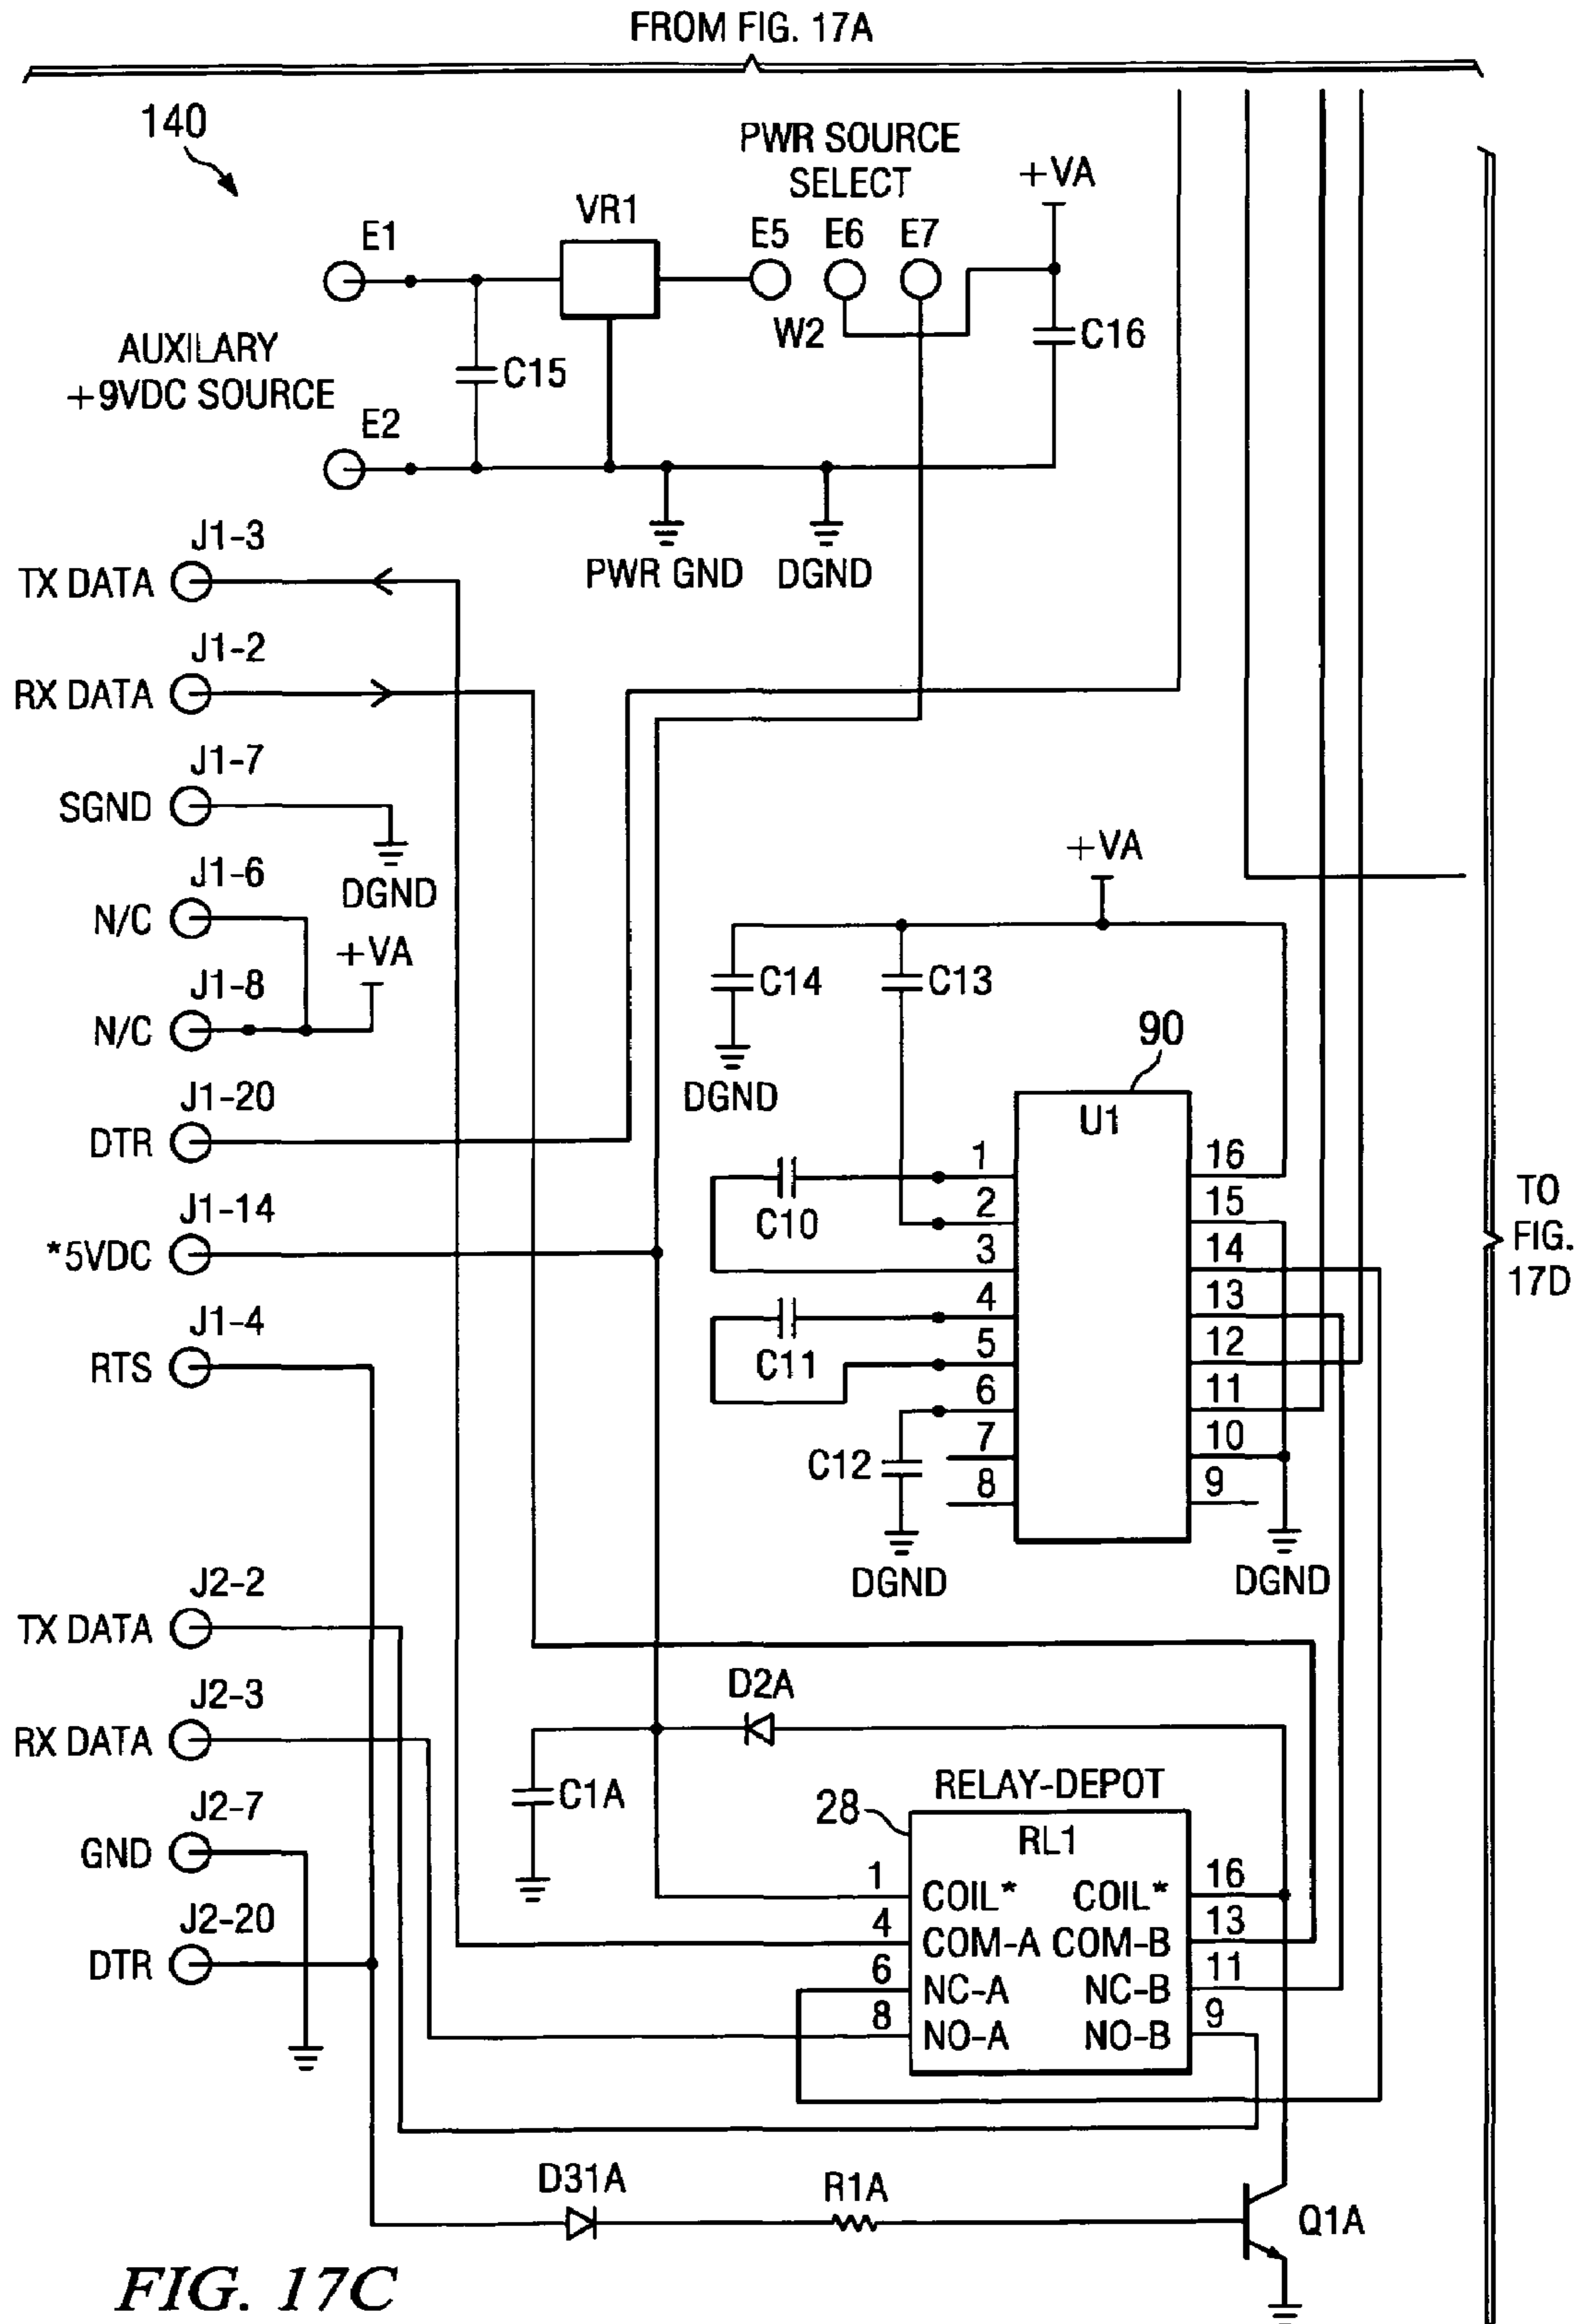 FROM FIG. 17A
140
PWR SOURCE
SELECT
+VA
VR1
E1
E5
E6
E7
W2
C16
AUXILARY
+9VDC SOURCE
C15
E2
PWR GND
DGND
J1-3
TX DATA
J1-2
RX DATA
J1-7
SGND
DGND
J1-6
N/C
+VA
J1-8
N/C
J1-20
DTR
J1-14
*5VDC
J1-4
RTS
+VA
C14
C13
DGND
90
U1
1
2
3
4
5
6
7
8
16
15
14
13
12
11
10
9
C10
C11
C12
DGND
DGND
TO
FIG.
17D
J2-2
TX DATA
J2-3
RX DATA
J2-7
GND
J2-20
DTR
D2A
C1A
RELAY-DEPOT
28
RL1
1
COIL*
COIL*
16
4
COM-A
COM-B
13
6
NC-A
NC-B
11
8
NO-A
NO-B
9
D31A
R1A
Q1A
FIG. 17C